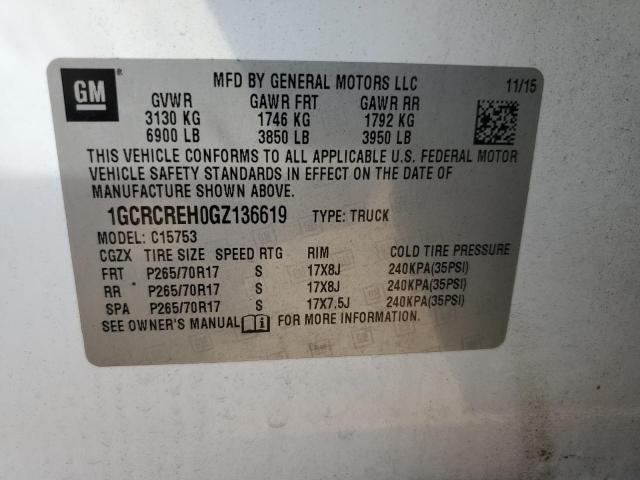 GM
MFD BY GENERAL MOTORS LLC 11/15
GVWR GAWR FRT GAWR RR
3130 KG 1746 KG 1792 KG
6900 LB 3850 LB 3950 LB
THIS VEHICLE CONFORMS TO ALL APPLICABLE U.S. FEDERAL MOTOR
VEHICLE SAFETY STANDARDS IN EFFECT ON THE DATE OF
MANUFACTURE SHOWN ABOVE.
1GCRCREH0GZ136619 TYPE: TRUCK
MODEL: C15753
CGZX TIRE SIZE SPEED RTG RIM COLD TIRE PRESSURE
FRT P265/70R17 S 17X8J 240KPA(35PSI)
RR P265/70R17 S 17X8J 240KPA(35PSI)
SPA P265/70R17 S 17X7.5J 240KPA(35PSI)
SEE OWNER'S MANUAL FOR MORE INFORMATION.